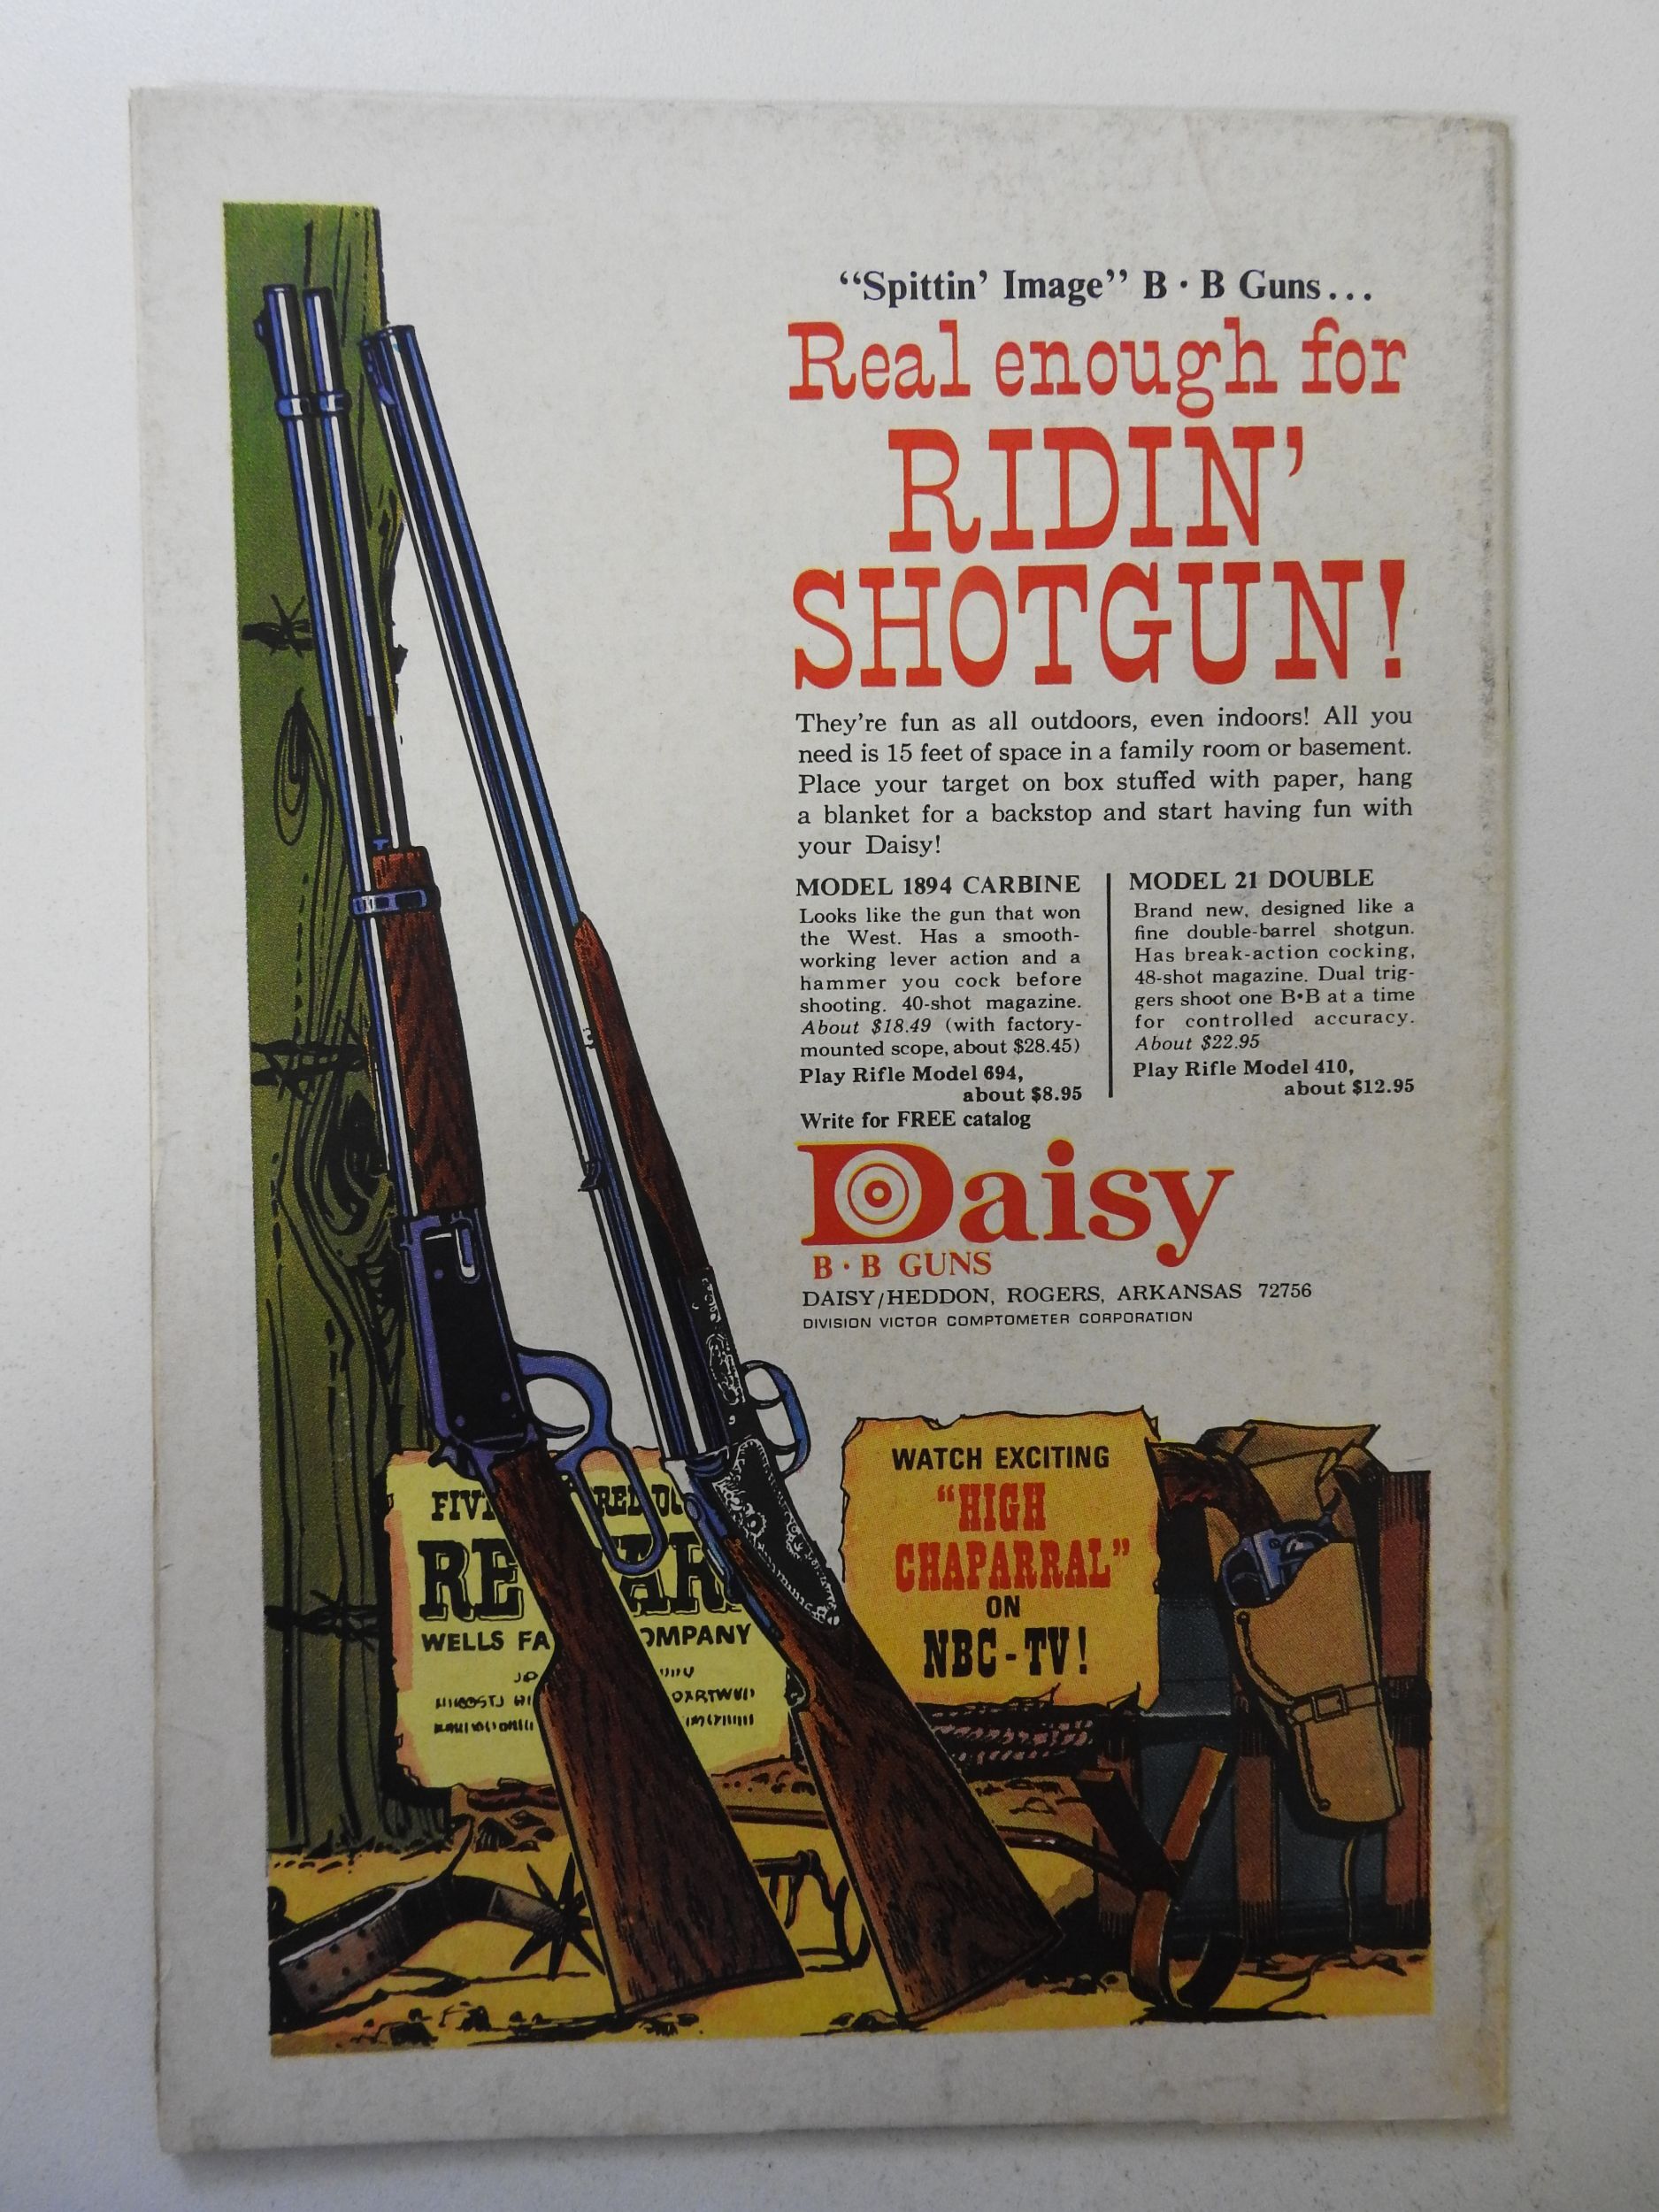 “Spittin’ Image” B·B Guns...
Real enough for
RIDIN’
SHOTGUN!
They’re fun as all outdoors, even indoors! All you
need is 15 feet of space in a family room or basement.
Place your target on box stuffed with paper, hang
a blanket for a backstop and start having fun with
your Daisy!
MODEL 1894 CARBINE
Looks like the gun that won
the West. Has a smooth-
working lever action and a
hammer you cock before
shooting. 40-shot magazine.
About $18.49 (with factory-
mounted scope, about $28.45)
Play Rifle Model 694,
about $8.95
MODEL 21 DOUBLE
Brand new, designed like a
fine double-barrel shotgun.
Has break-action cocking,
48-shot magazine. Dual trig-
gers shoot one B•B at a time
for controlled accuracy.
About $22.95
Play Rifle Model 410,
about $12.95
Write for FREE catalog
Daisy
B·B GUNS
DAISY/HEDDON, ROGERS, ARKANSAS 72756
DIVISION VICTOR COMPTOMETER CORPORATION
WATCH EXCITING
“HIGH
CHAPARRAL”
ON
NBC-TV!
WELLS FA OMPANY